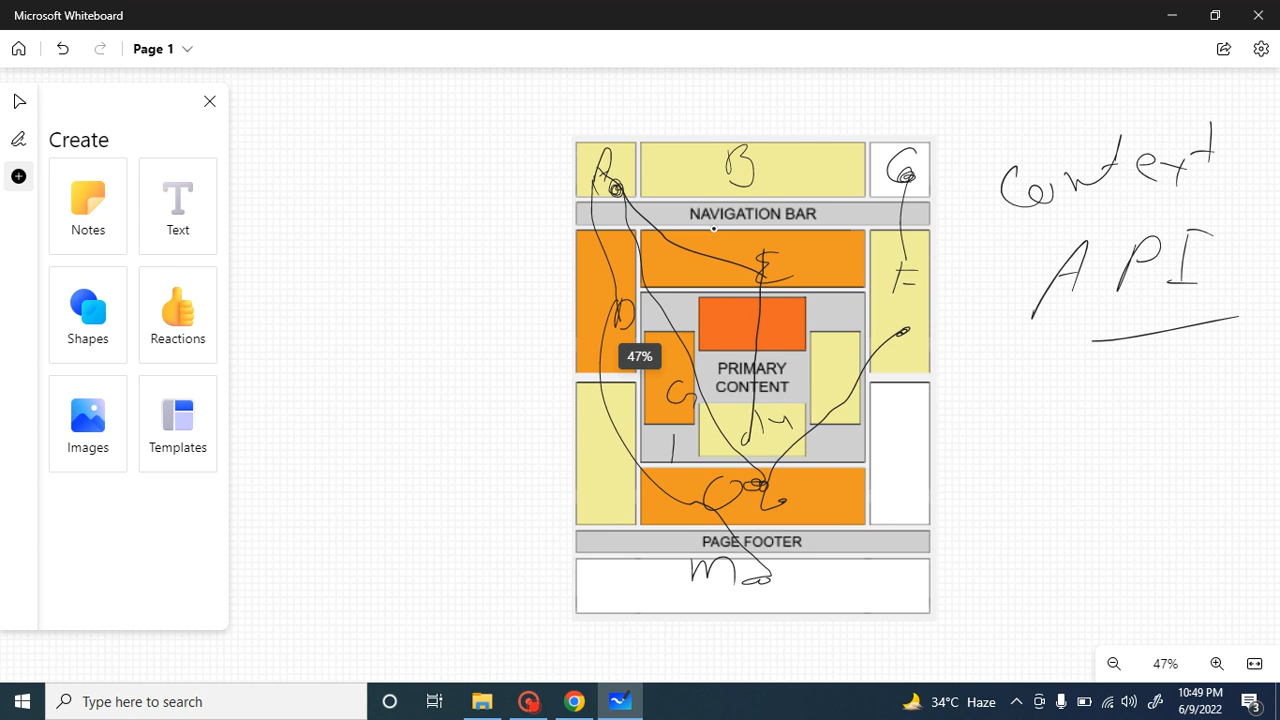 Microsoft Whiteboard
Page 1
Create
Notes
Text
Shapes
Reactions
Images
Templates
A
B
C
NAVIGATION BAR
E
F
D
47%
PRIMARY
CONTENT
G
PAGE FOOTER
M
Context
API
47%
Type here to search
34°C Haze
10:49 PM
6/9/2022
3